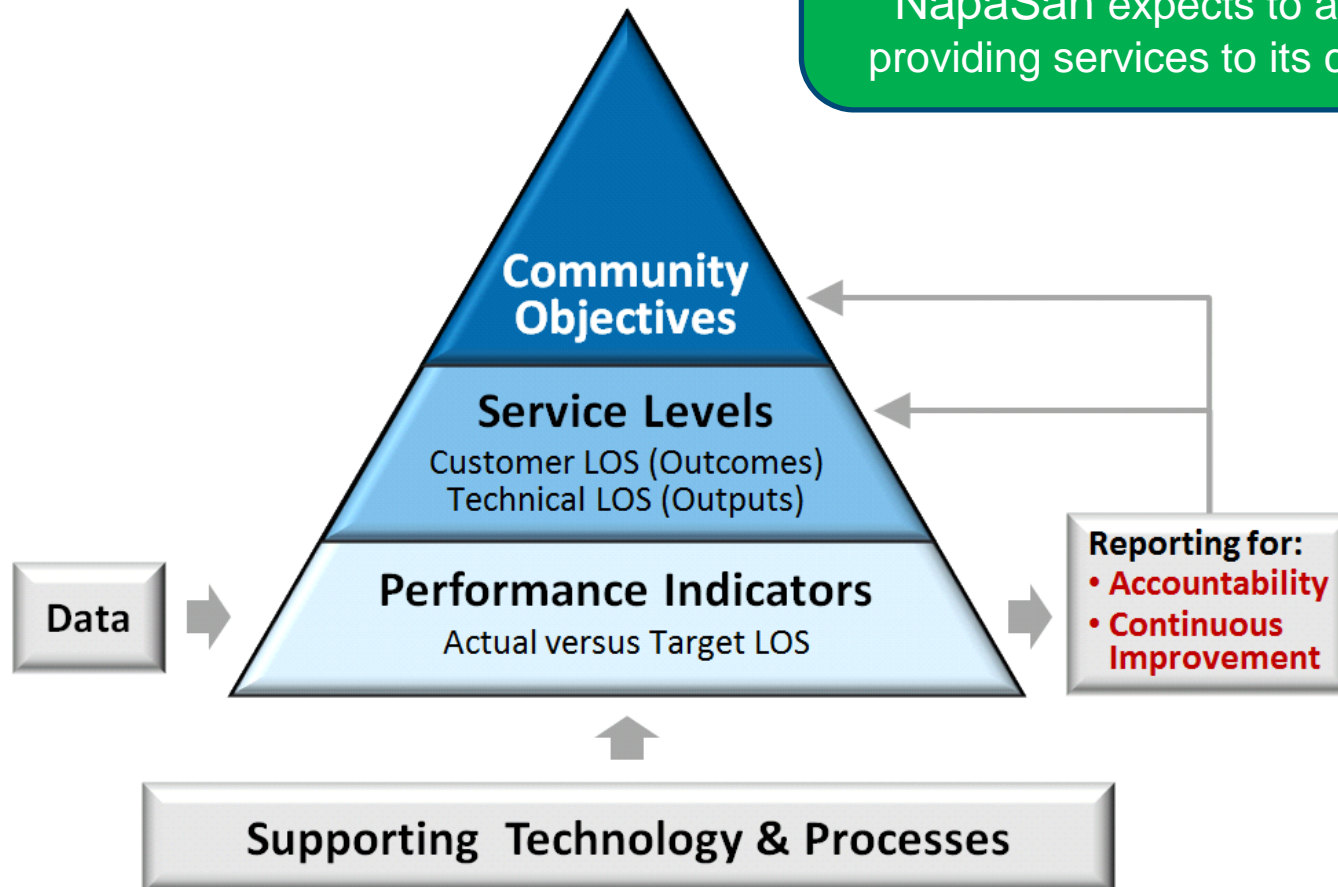 NapaSan expects to a
providing services to its
Community
Objectives
Service Levels
Customer LOS (Outcomes)
Technical LOS (Outputs)
Performance Indicators
Actual versus Target LOS
Data
Reporting for:
• Accountability
• Continuous
Improvement
Supporting Technology & Processes